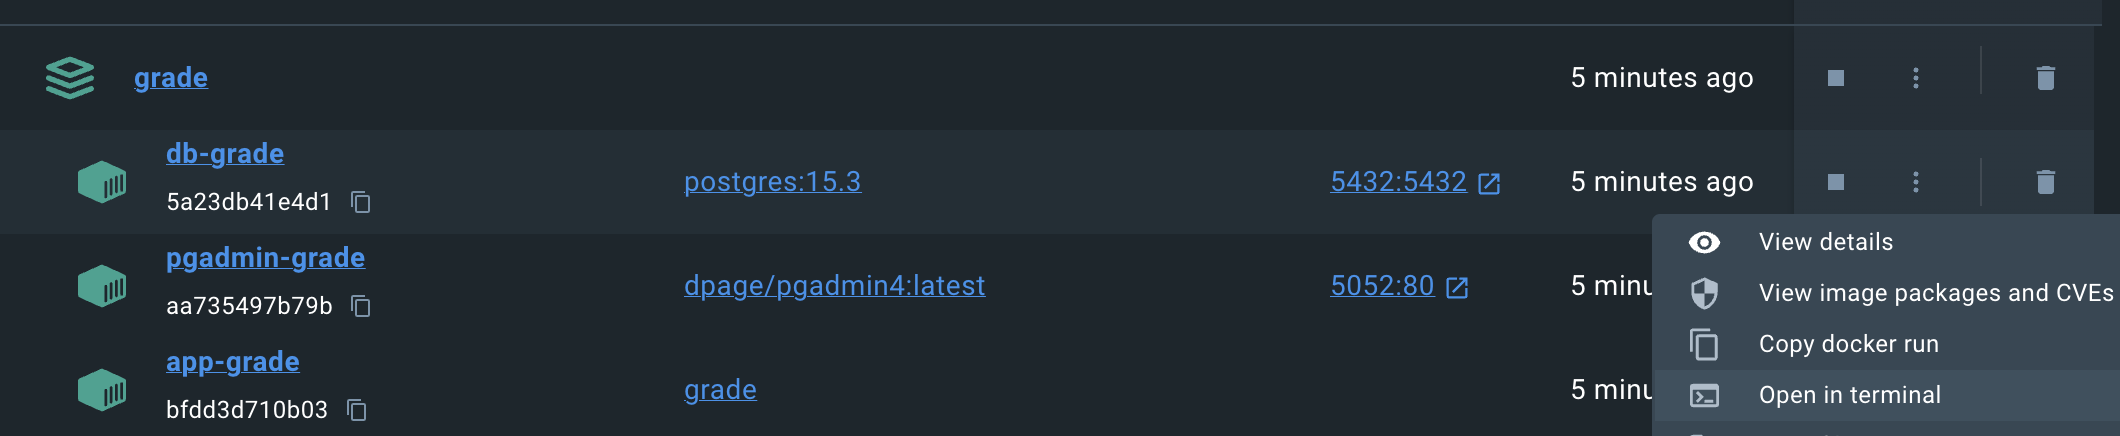 grade
5 minutes ago
db-grade
5a23db41e4d1
postgres:15.3
5432:5432
5 minutes ago
pgadmin-grade
aa735497b79b
dpage/pgadmin4:latest
5052:80
5 minu
app-grade
bfdd3d710b03
grade
5 minu
View details
View image packages and CVEs
Copy docker run
Open in terminal